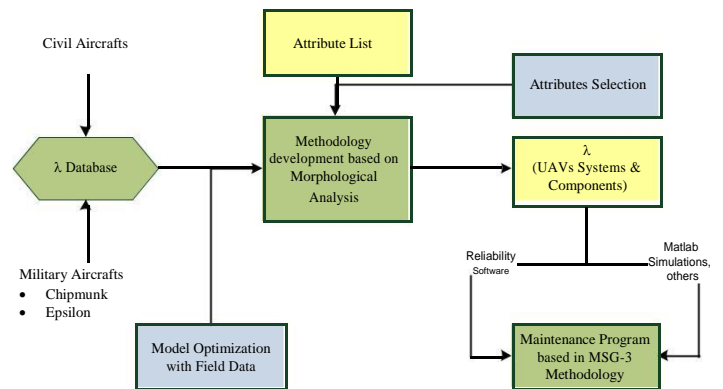 Civil Aircrafts
Attribute List
Attributes Selection
λ Database
Methodology
development based on
Morphological
Analysis
λ
(UAVs Systems &
Components)
Military Aircrafts
• Chipmunk
• Epsilon
Reliability
Software
Matlab
Simulations,
others
Model Optimization
with Field Data
Maintenance Program
based in MSG-3
Methodology